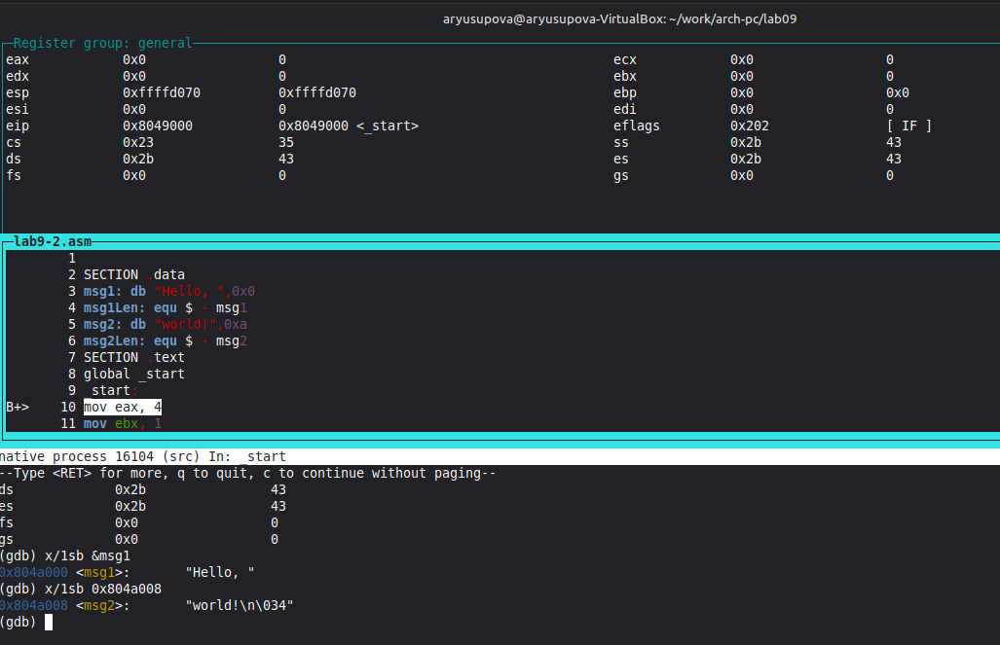 aryusupova@aryusupova-VirtualBox: ~/work/arch-pc/lab09
Register group: general
eax 0x0 0 ecx 0x0 0
edx 0x0 0 ebx 0x0 0
esp 0xffffd070 0xffffd070 ebp 0x0 0x0
esi 0x0 0 edi 0x0 0
eip 0x8049000 0x8049000 <_start> eflags 0x202 [ IF ]
cs 0x23 35 ss 0x2b 43
ds 0x2b 43 es 0x2b 43
fs 0x0 0 gs 0x0 0
lab9-2.asm
1
2 SECTION .data
3 msg1: db "Hello, ",0x0
4 msg1Len: equ $ - msg1
5 msg2: db "world!",0xa
6 msg2Len: equ $ - msg2
7 SECTION .text
8 global _start
9 _start:
B+> 10 mov eax, 4
11 mov ebx, 1
native process 16104 (src) In: _start
--Type <RET> for more, q to quit, c to continue without paging--
ds 0x2b 43
es 0x2b 43
fs 0x0 0
gs 0x0 0
(gdb) x/1sb &msg1
0x804a000 <msg1>: "Hello, "
(gdb) x/1sb 0x804a008
0x804a008 <msg2>: "world!\n\034"
(gdb)